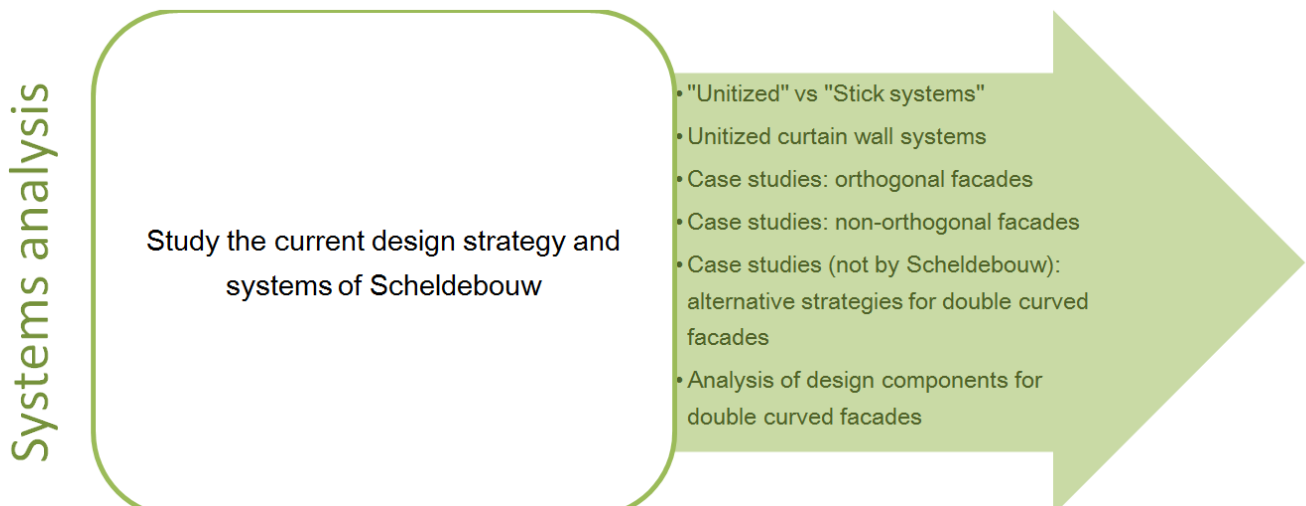 Systems analysis
Study the current design strategy and
systems of Scheldebouw
• "Unitized" vs "Stick systems"
• Unitized curtain wall systems
• Case studies: orthogonal facades
• Case studies: non-orthogonal facades
• Case studies (not by Scheldebouw):
alternative strategies for double curved
facades
• Analysis of design components for
double curved facades